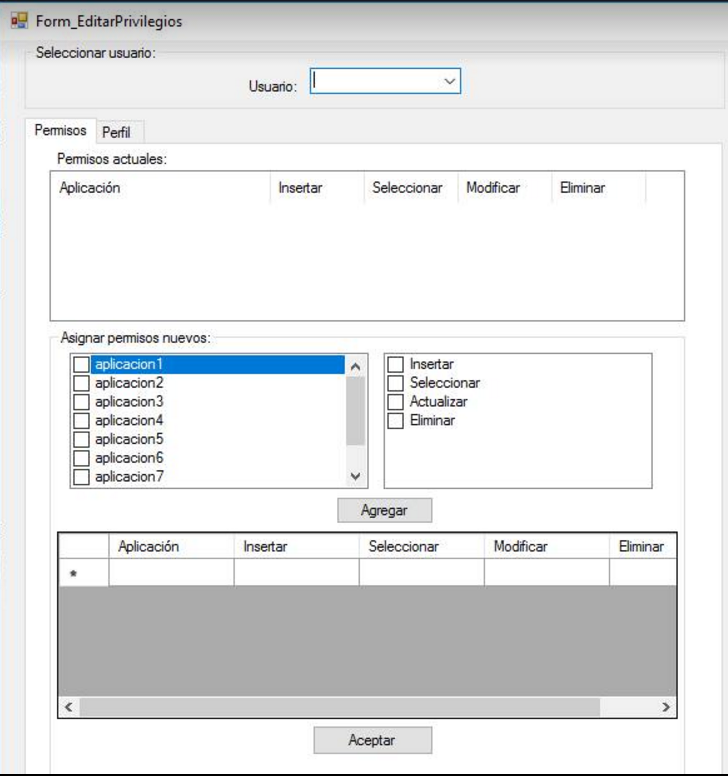 Form_EditarPrivilegios
Seleccionar usuario:
Usuario:
Permisos Perfil
Permisos actuales:
Aplicación Insertar Seleccionar Modificar Eliminar
Asignar permisos nuevos:
aplicacion1 Insertar
aplicacion2 Seleccionar
aplicacion3 Actualizar
aplicacion4 Eliminar
aplicacion5
aplicacion6
aplicacion7
Agregar
Aplicación Insertar Seleccionar Modificar Eliminar
*
Aceptar